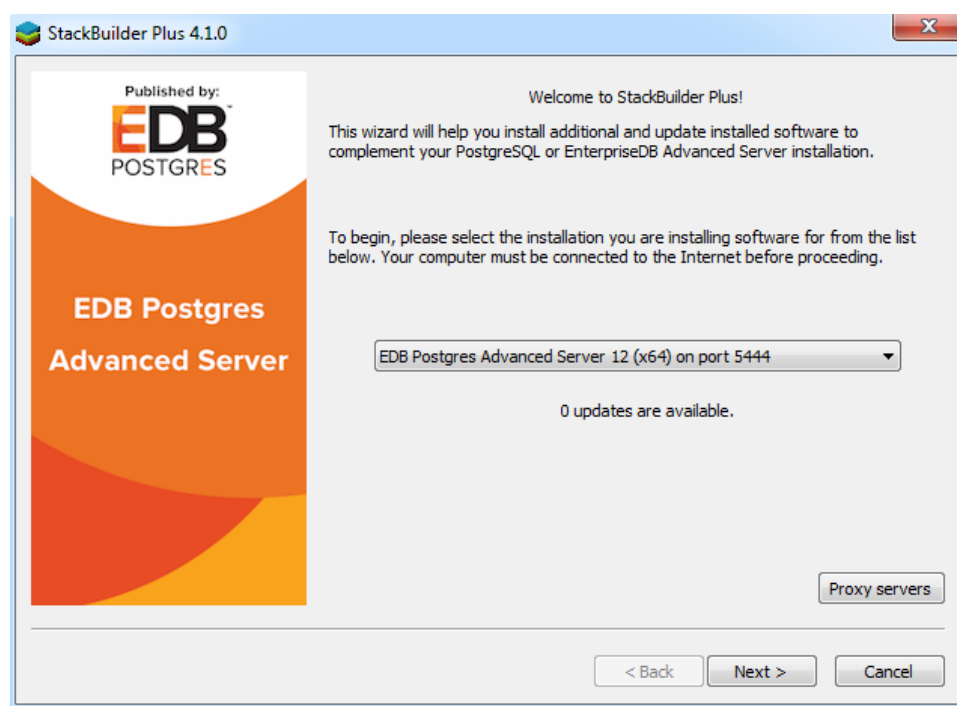 StackBuilder Plus 4.1.0
Published by:
EDB™
POSTGRES
EDB Postgres
Advanced Server
Welcome to StackBuilder Plus!
This wizard will help you install additional and update installed software to
complement your PostgreSQL or EnterpriseDB Advanced Server installation.
To begin, please select the installation you are installing software for from the list
below. Your computer must be connected to the Internet before proceeding.
EDB Postgres Advanced Server 12 (x64) on port 5444
0 updates are available.
Proxy servers
< Back
Next >
Cancel